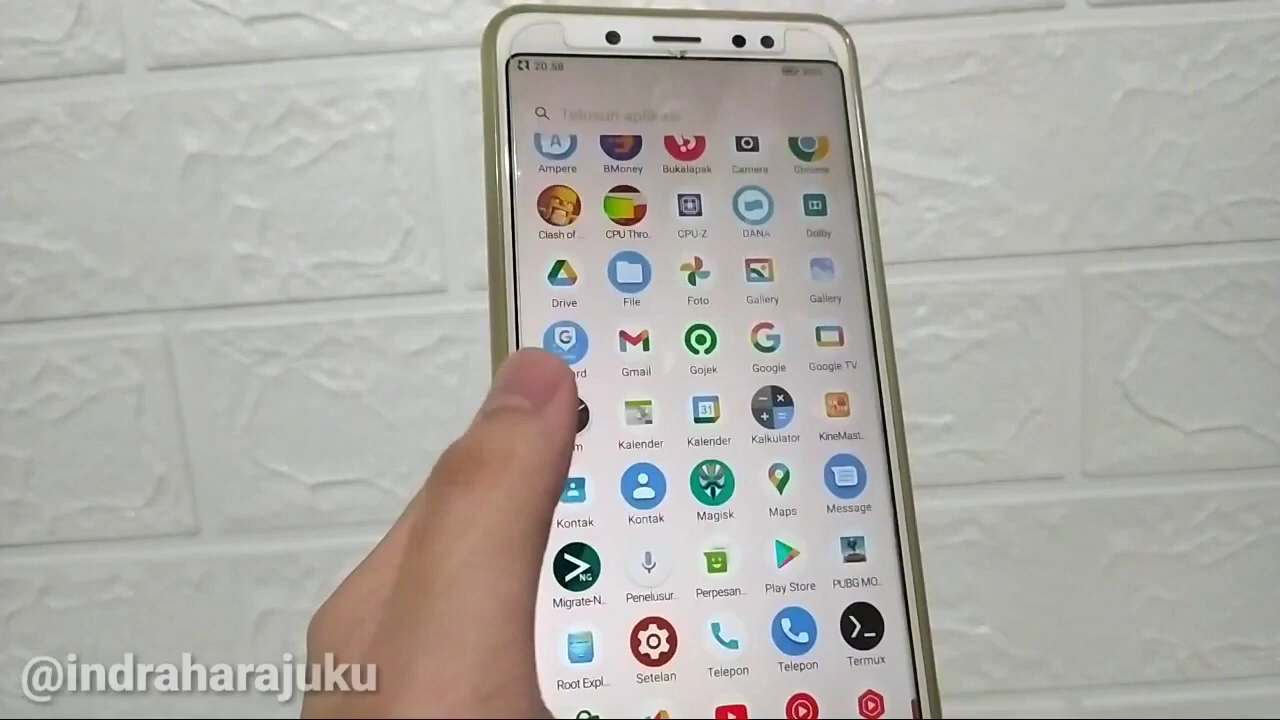 20.58
Telusuri aplikasi
Ampere BMoney Bukalapak Camera Chrome
Clash of.. CPU Thro.. CPU-Z DANA Dolby
Drive File Foto Gallery Gallery
rd Gmail Gojek Google Google TV
m Kalender Kalender Kalkulator KineMast..
Kontak Kontak Magisk Maps Message
Migrate-N.. Penelusur.. Perpesan.. Play Store PUBG MO..
Root Expl.. Setelan Telepon Telepon Termux
@indraharajuku